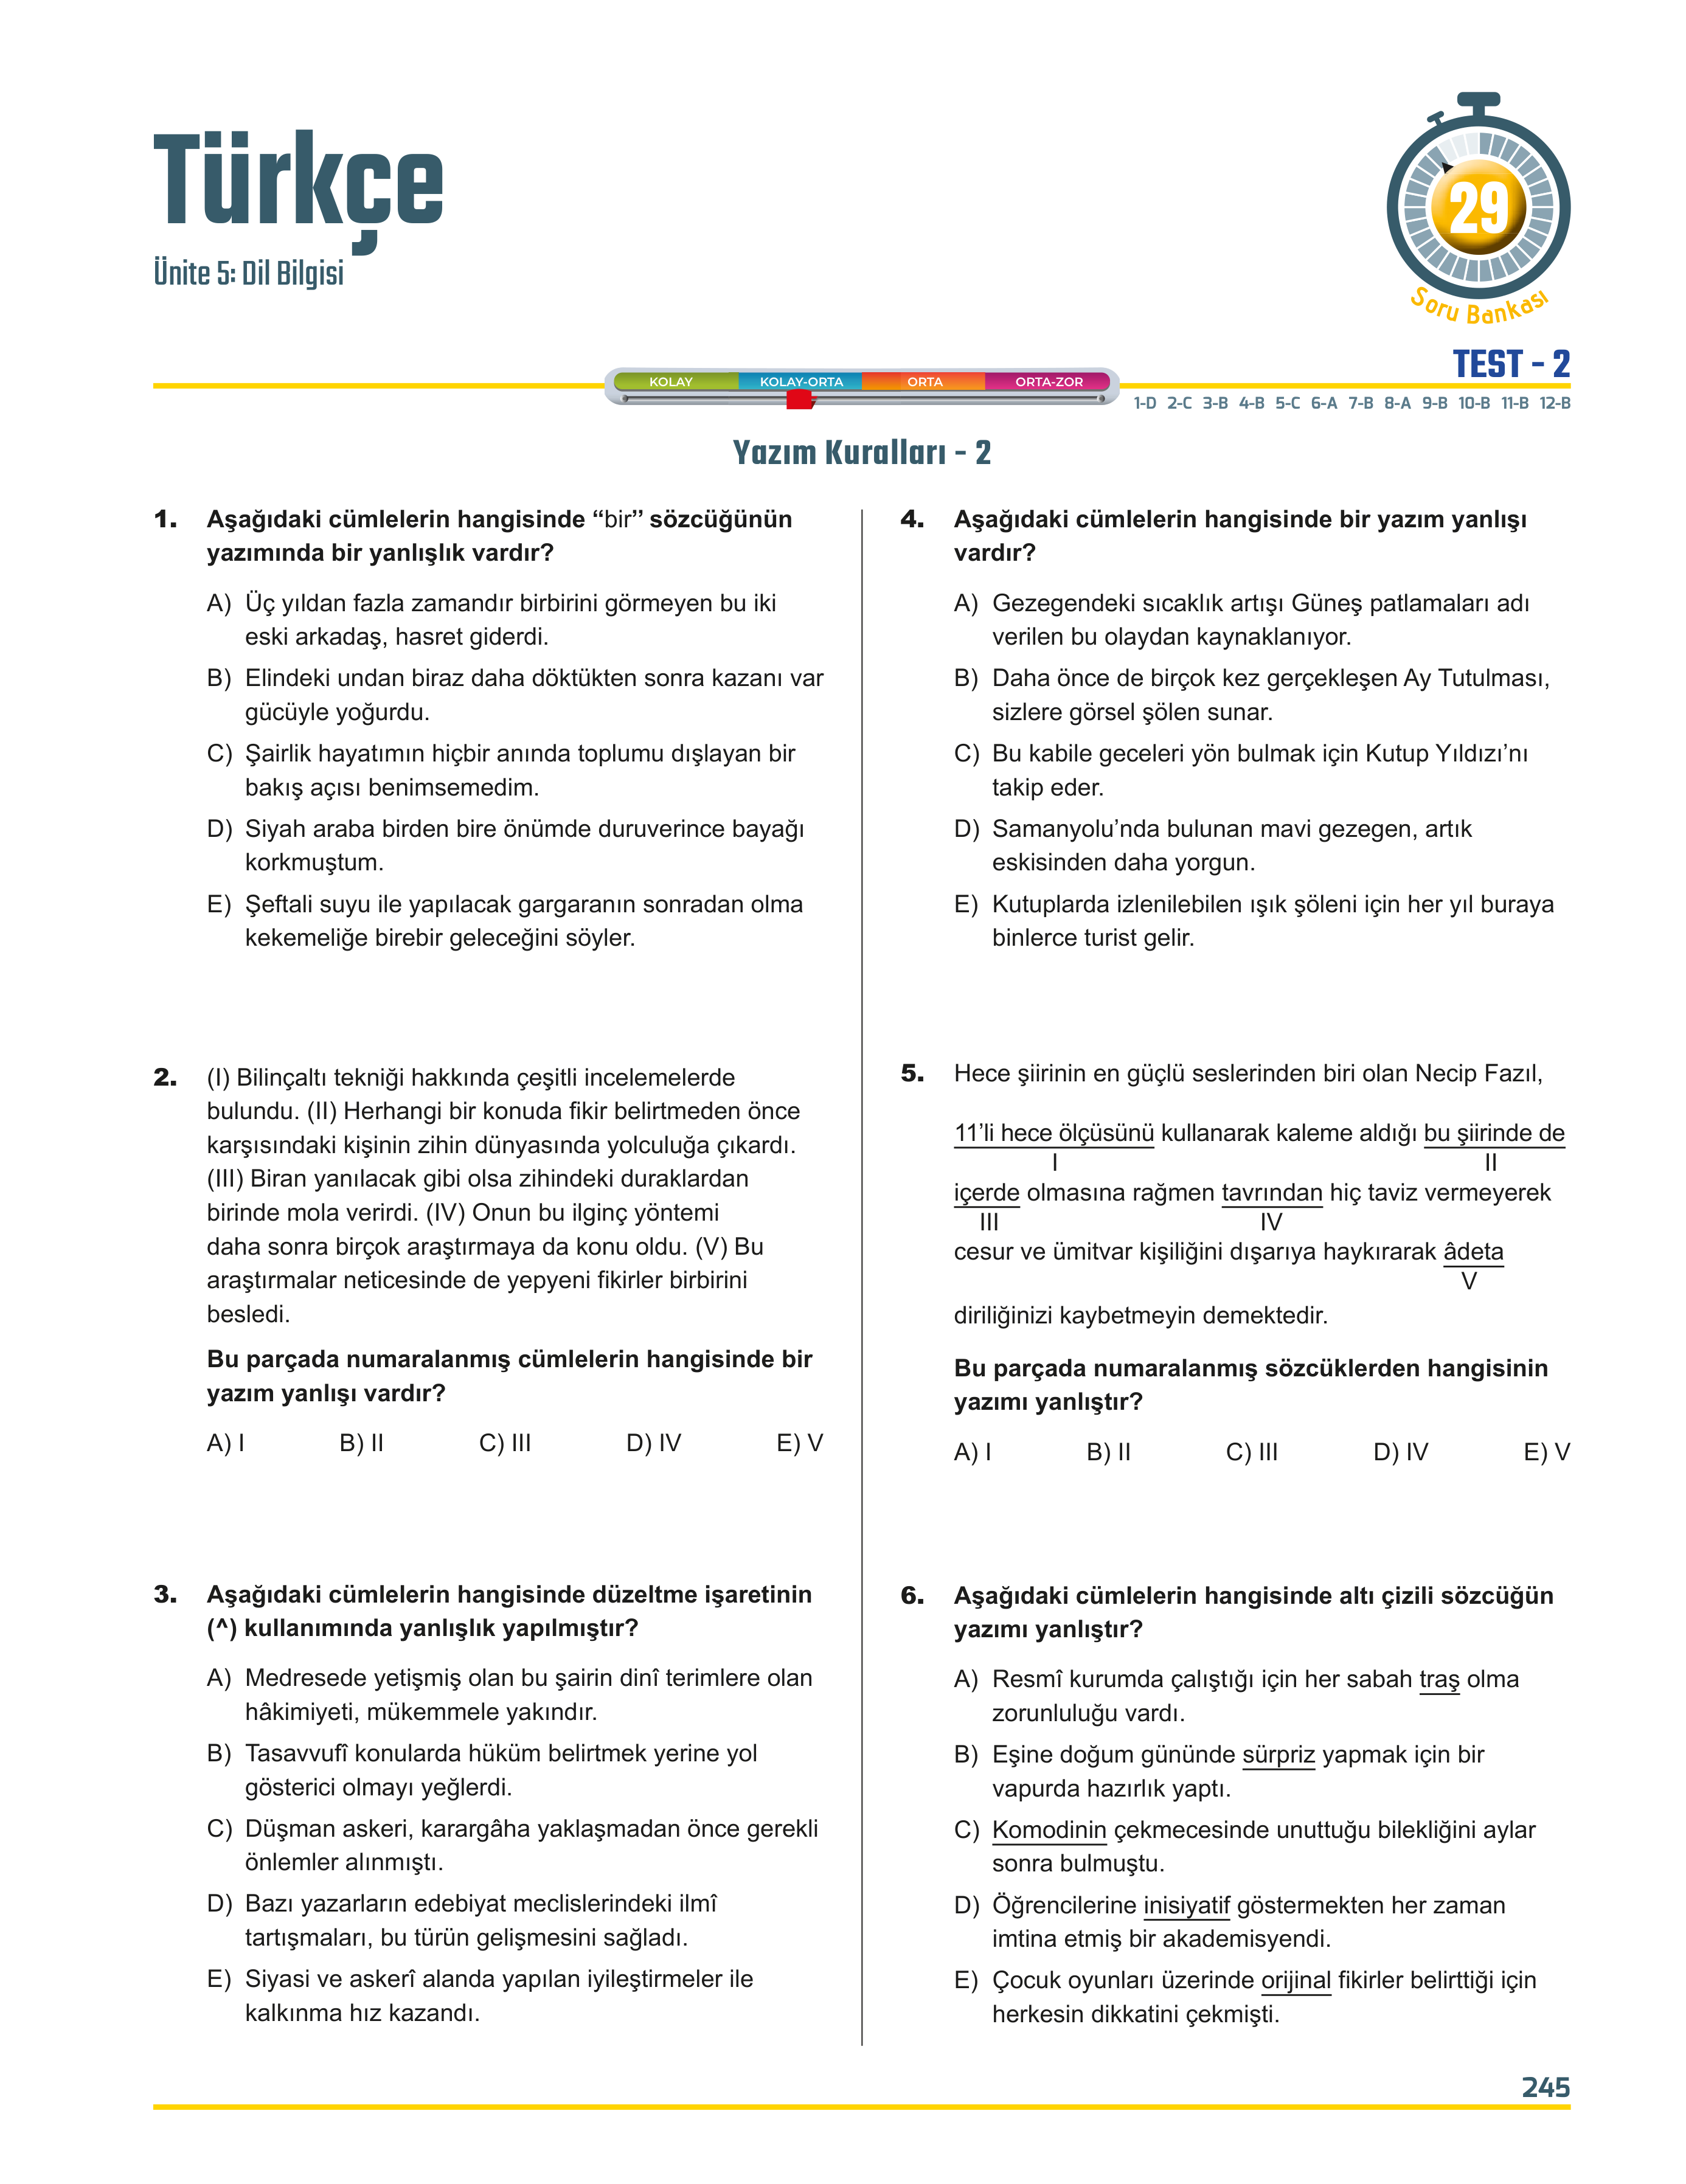 Türkçe
Ünite 5: Dil Bilgisi
29
Soru Bankası
TEST - 2
KOLAY KOLAY-ORTA ORTA ORTA-ZOR
1-D 2-C 3-B 4-B 5-C 6-A 7-B 8-A 9-B 10-B 11-B 12-B
Yazım Kuralları - 2
1. Aşağıdaki cümlelerin hangisinde “bir” sözcüğünün
yazımında bir yanlışlık vardır?
A) Üç yıldan fazla zamandır birbirini görmeyen bu iki
eski arkadaş, hasret giderdi.
B) Elindeki undan biraz daha döktükten sonra kazanı var
gücüyle yoğurdu.
C) Şairlik hayatımın hiçbir anında toplumu dışlayan bir
bakış açısı benimsemedim.
D) Siyah araba birden bire önümde duruverince bayağı
korkmuştum.
E) Şeftali suyu ile yapılacak gargaranın sonradan olma
kekemeliğe birebir geleceğini söyler.
2. (I) Bilinçaltı tekniği hakkında çeşitli incelemelerde
bulundu. (II) Herhangi bir konuda fikir belirtmeden önce
karşısındaki kişinin zihin dünyasında yolculuğa çıkardı.
(III) Biran yanılacak gibi olsa zihindeki duraklardan
birinde mola verirdi. (IV) Onun bu ilginç yöntemi
daha sonra birçok araştırmaya da konu oldu. (V) Bu
araştırmalar neticesinde de yepyeni fikirler birbirini
besledi.
Bu parçada numaralanmış cümlelerin hangisinde bir
yazım yanlışı vardır?
A) I B) II C) III D) IV E) V
3. Aşağıdaki cümlelerin hangisinde düzeltme işaretinin
(^) kullanımında yanlışlık yapılmıştır?
A) Medresede yetişmiş olan bu şairin dinî terimlere olan
hâkimiyeti, mükemmele yakındır.
B) Tasavvufî konularda hüküm belirtmek yerine yol
gösterici olmayı yeğlerdi.
C) Düşman askeri, karargâha yaklaşmadan önce gerekli
önlemler alınmıştı.
D) Bazı yazarların edebiyat meclislerindeki ilmî
tartışmaları, bu türün gelişmesini sağladı.
E) Siyasi ve askerî alanda yapılan iyileştirmeler ile
kalkınma hız kazandı.
4. Aşağıdaki cümlelerin hangisinde bir yazım yanlışı
vardır?
A) Gezegendeki sıcaklık artışı Güneş patlamaları adı
verilen bu olaydan kaynaklanıyor.
B) Daha önce de birçok kez gerçekleşen Ay Tutulması,
sizlere görsel şölen sunar.
C) Bu kabile geceleri yön bulmak için Kutup Yıldızı’nı
takip eder.
D) Samanyolu’nda bulunan mavi gezegen, artık
eskisinden daha yorgun.
E) Kutuplarda izlenilebilen ışık şöleni için her yıl buraya
binlerce turist gelir.
5. Hece şiirinin en güçlü seslerinden biri olan Necip Fazıl,
11’li hece ölçüsünü kullanarak kaleme aldığı bu şiirinde de
I II
içerde olmasına rağmen tavrından hiç taviz vermeyerek
III IV
cesur ve ümitvar kişiliğini dışarıya haykırarak âdeta
V
diriliğinizi kaybetmeyin demektedir.
Bu parçada numaralanmış sözcüklerden hangisinin
yazımı yanlıştır?
A) I B) II C) III D) IV E) V
6. Aşağıdaki cümlelerin hangisinde altı çizili sözcüğün
yazımı yanlıştır?
A) Resmî kurumda çalıştığı için her sabah traş olma
zorunluluğu vardı.
B) Eşine doğum gününde sürpriz yapmak için bir
vapurda hazırlık yaptı.
C) Komodinin çekmecesinde unuttuğu bilekliğini aylar
sonra bulmuştu.
D) Öğrencilerine inisiyatif göstermekten her zaman
imtina etmiş bir akademisyendi.
E) Çocuk oyunları üzerinde orijinal fikirler belirttiği için
herkesin dikkatini çekmişti.
245